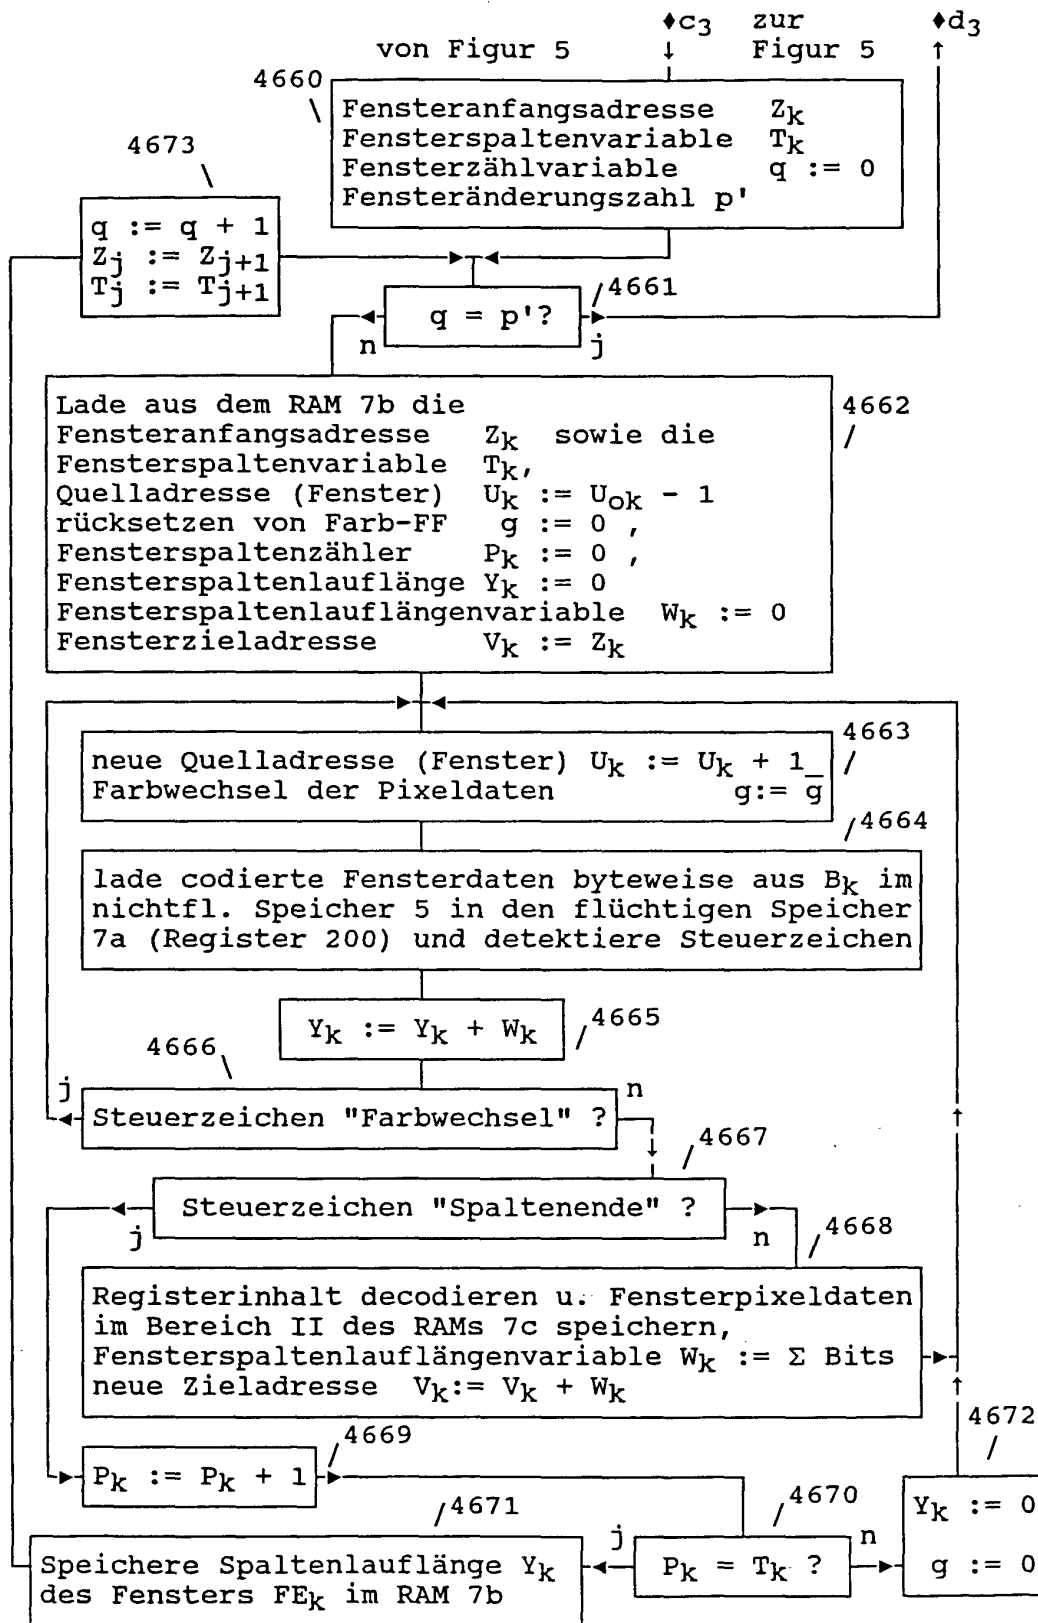 ♦c3 zur ♦d3
von Figur 5 ↓ Figur 5 ↑
4660
Fensteranfangsadresse Zk
Fensterspaltenvariable Tk
Fensterzählvariable q := 0
Fensteränderungszahl p'
4673
q := q + 1
Zj := Zj+1
Tj := Tj+1
4661
q = p'?
n j
4662
Lade aus dem RAM 7b die
Fensteranfangsadresse Zk sowie die
Fensterspaltenvariable Tk,
Quelladresse (Fenster) Uk := Uok - 1
rücksetzen von Farb-FF g := 0 ,
Fensterspaltenzähler Pk := 0 ,
Fensterspaltenlauflänge Yk := 0
Fensterspaltenlauflängenvariable Wk := 0
Fensterzieladresse Vk := Zk
4663
neue Quelladresse (Fenster) Uk := Uk + 1
Farbwechsel der Pixeldaten g:= g̅
4664
lade codierte Fensterdaten byteweise aus Bk im
nichtfl. Speicher 5 in den flüchtigen Speicher
7a (Register 200) und detektiere Steuerzeichen
Yk := Yk + Wk
4665
4666
j n
Steuerzeichen "Farbwechsel" ?
4667
Steuerzeichen "Spaltenende" ?
j n
4668
Registerinhalt decodieren u. Fensterpixeldaten
im Bereich II des RAMs 7c speichern,
Fensterspaltenlauflängenvariable Wk := Σ Bits
neue Zieladresse Vk:= Vk + Wk
4669
Pk := Pk + 1
4672
Yk := 0
g := 0
4670
j n
Pk = Tk ?
4671
Speichere Spaltenlauflänge Yk
des Fensters FEk im RAM 7b